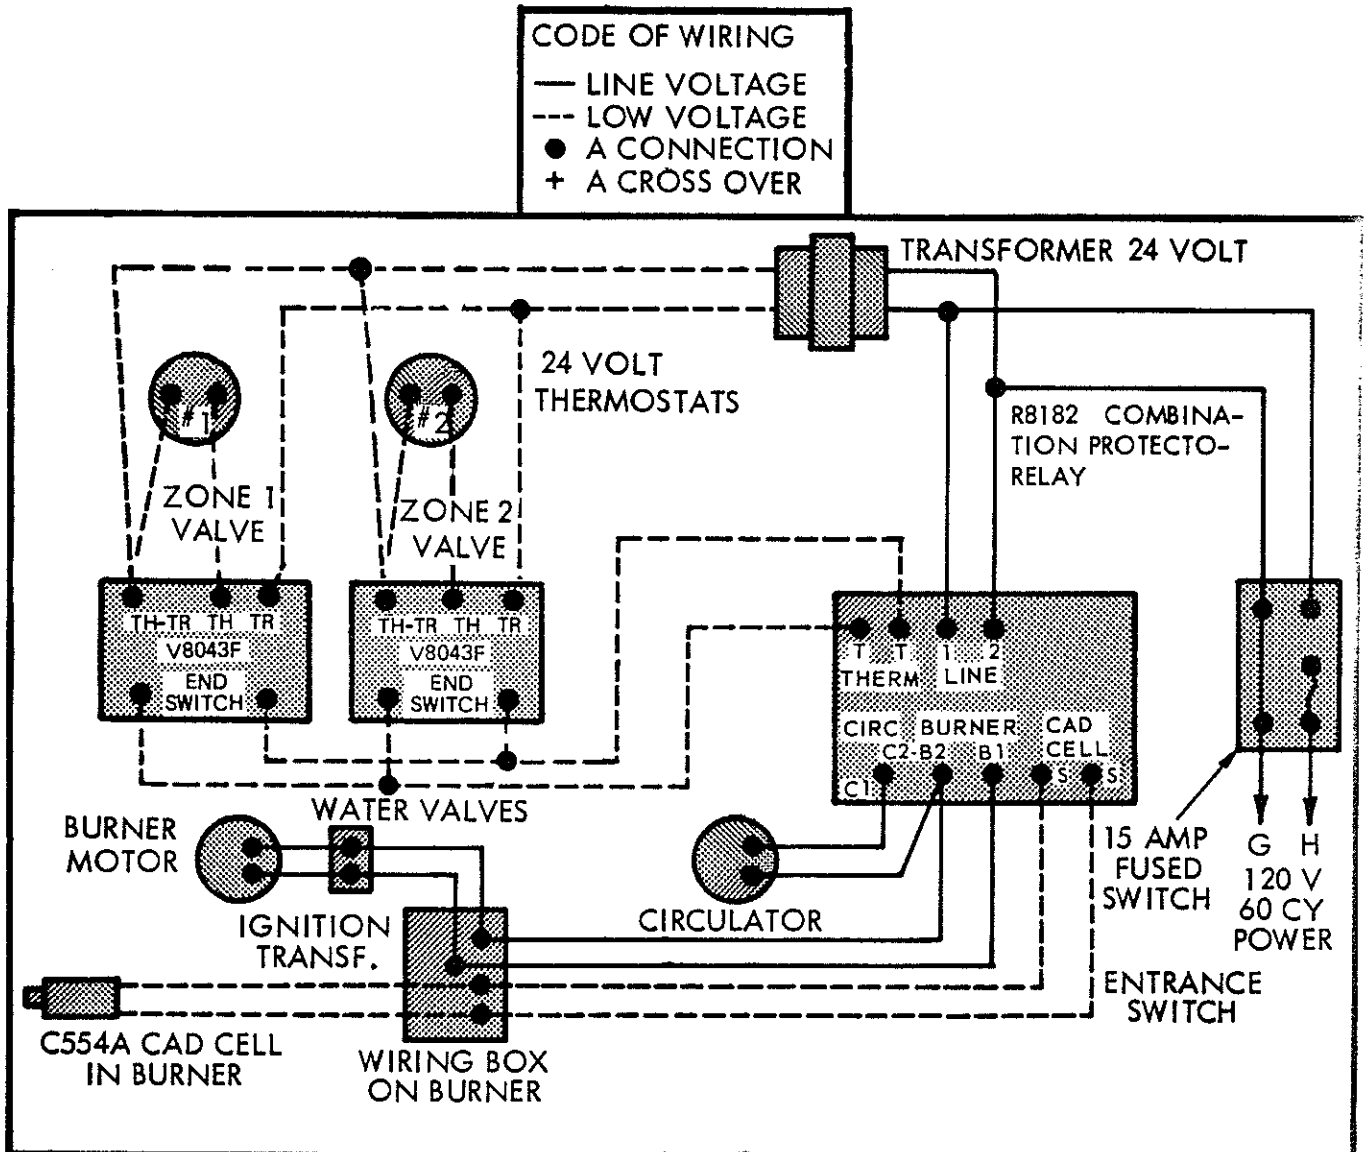 CODE OF WIRING
LINE VOLTAGE
LOW VOLTAGE
A CONNECTION
A CROSS OVER
TRANSFORMER 24 VOLT
24 VOLT
THERMOSTATS
#1
#2
R8182 COMBINA-
TION PROTECTO-
RELAY
ZONE 1
VALVE
ZONE 2
VALVE
TH-TR TH TR
V8043F
END
SWITCH
TH-TR TH TR
V8043F
END
SWITCH
T T 1 2
THERM LINE
CIRC BURNER CAD
C2-B2 B1 CELL
C1 S S
WATER VALVES
BURNER
MOTOR
IGNITION
TRANSF.
CIRCULATOR
15 AMP
FUSED
SWITCH
G H
120 V
60 CY
POWER
ENTRANCE
SWITCH
C554A CAD CELL
IN BURNER
WIRING BOX
ON BURNER